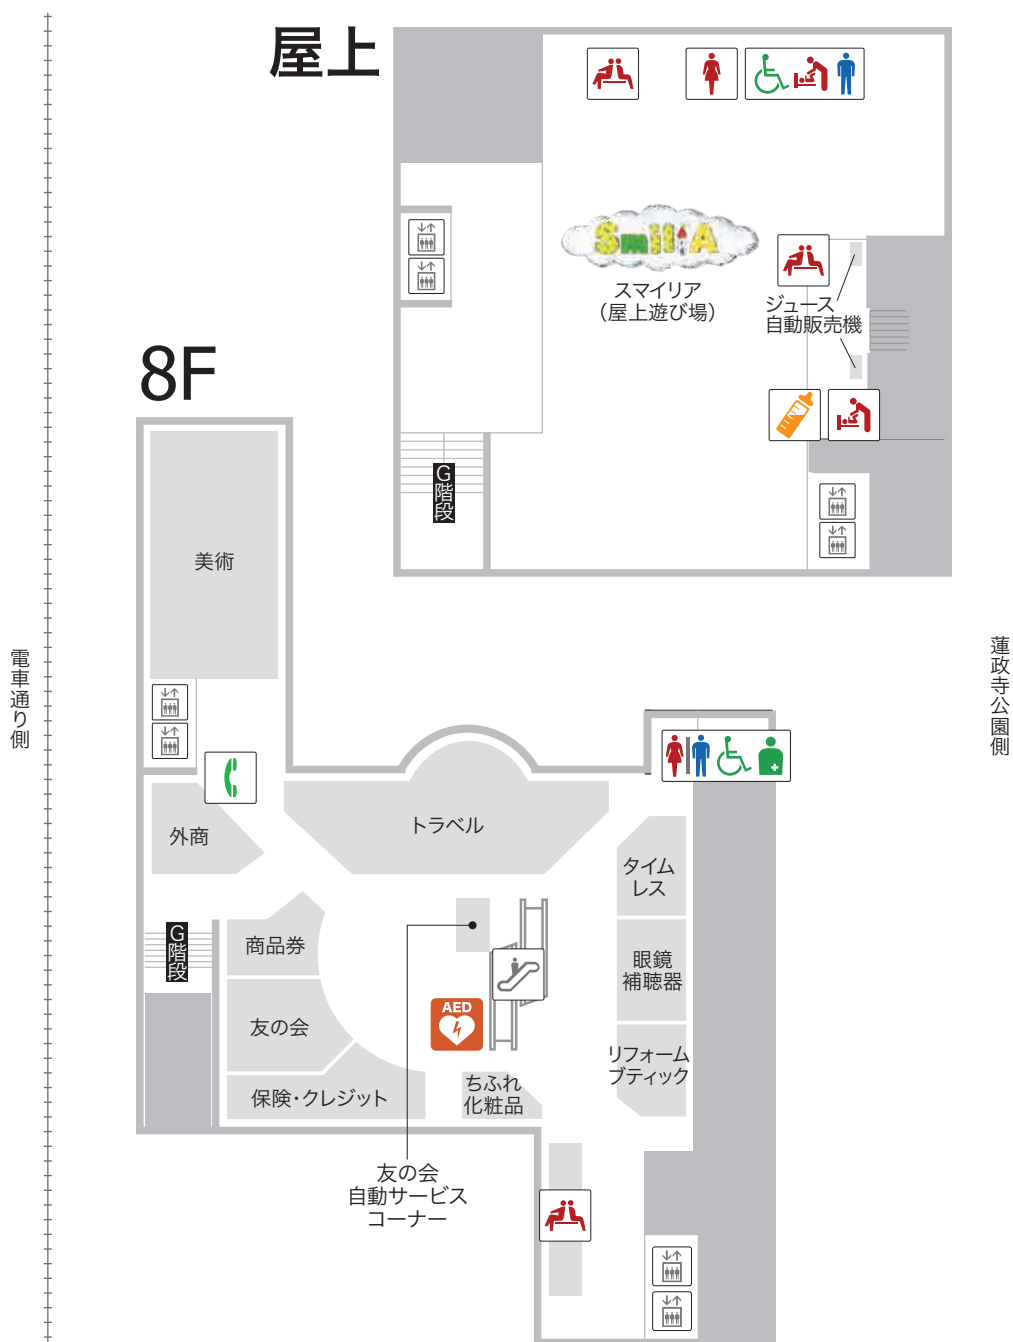 屋上
SmiliA
スマイリア
（屋上遊び場）
ジュース
自動販売機
G階段
8F
美術
電車通り側
蓮政寺公園側
外商
トラベル
タイム
レス
商品券
G階段
眼鏡
補聴器
友の会
AED
リフォーム
ブティック
保険・クレジット
ちふれ
化粧品
友の会
自動サービス
コーナー